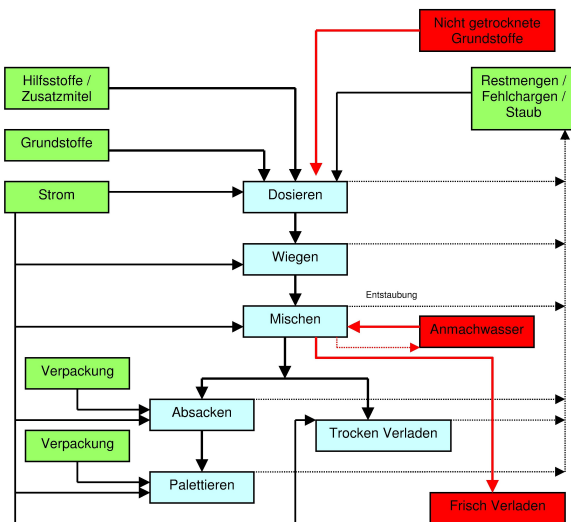 Nicht getrocknete
Grundstoffe
Hilfsstoffe /
Zusatzmitel
Restmengen /
Fehlchargen /
Staub
Grundstoffe
Strom
Dosieren
Wiegen
Entstaubung
Mischen
Anmachwasser
Verpackung
Absacken
Trocken Verladen
Verpackung
Palettieren
Frisch Verladen